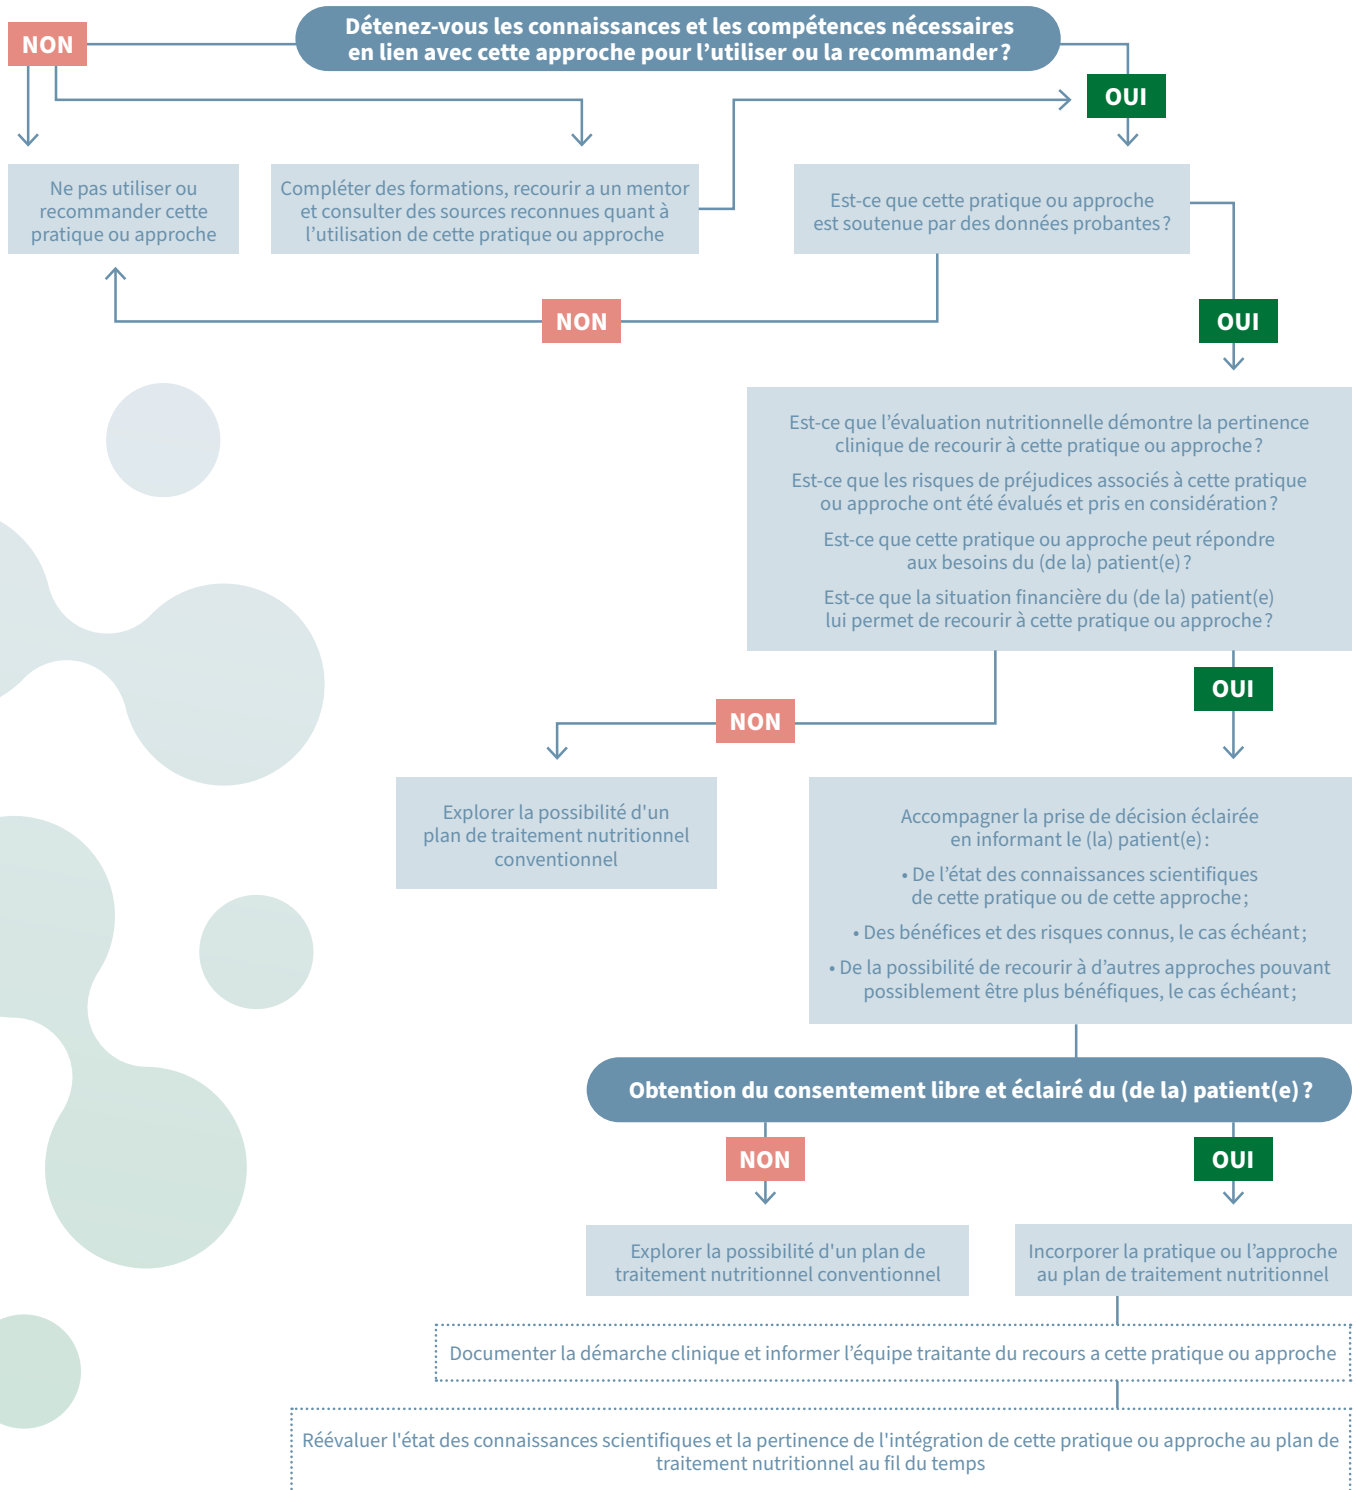 Détenez-vous les connaissances et les compétences nécessaires
en lien avec cette approche pour l’utiliser ou la recommander ?
NON
OUI
Ne pas utiliser ou
recommander cette
pratique ou approche
Compléter des formations, recourir a un mentor
et consulter des sources reconnues quant à
l’utilisation de cette pratique ou approche
Est-ce que cette pratique ou approche
est soutenue par des données probantes ?
NON
OUI
Est-ce que l’évaluation nutritionnelle démontre la pertinence
clinique de recourir à cette pratique ou approche ?
Est-ce que les risques de préjudices associés à cette pratique
ou approche ont été évalués et pris en considération ?
Est-ce que cette pratique ou approche peut répondre
aux besoins du (de la) patient(e) ?
Est-ce que la situation financière du (de la) patient(e)
lui permet de recourir à cette pratique ou approche ?
OUI
NON
Explorer la possibilité d'un
plan de traitement nutritionnel
conventionnel
Accompagner la prise de décision éclairée
en informant le (la) patient(e) :
• De l’état des connaissances scientifiques
de cette pratique ou de cette approche ;
• Des bénéfices et des risques connus, le cas échéant ;
• De la possibilité de recourir à d’autres approches pouvant
possiblement être plus bénéfiques, le cas échéant ;
Obtention du consentement libre et éclairé du (de la) patient(e) ?
NON
OUI
Explorer la possibilité d'un plan de
traitement nutritionnel conventionnel
Incorporer la pratique ou l’approche
au plan de traitement nutritionnel
Documenter la démarche clinique et informer l’équipe traitante du recours a cette pratique ou approche
Réévaluer l'état des connaissances scientifiques et la pertinence de l'intégration de cette pratique ou approche au plan de
traitement nutritionnel au fil du temps